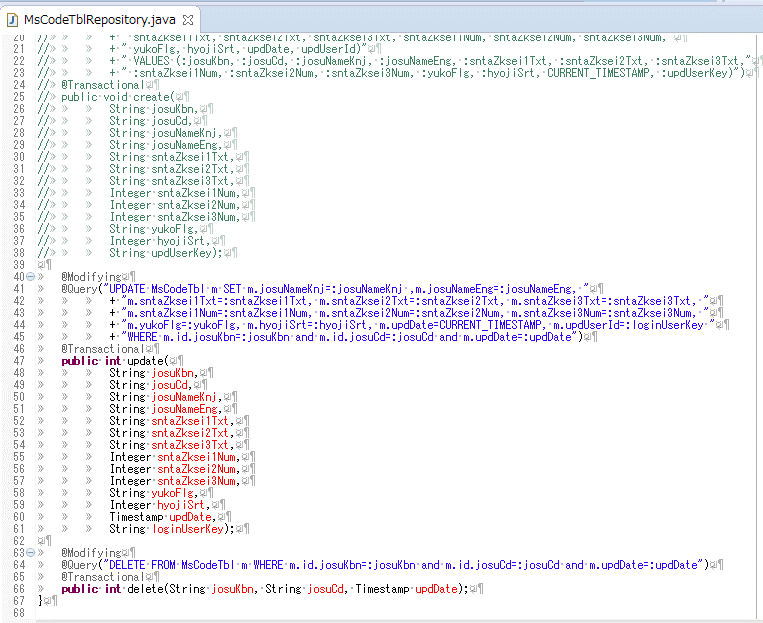 MsCodeTblRepository.java
20 // + " sntaZksei1Txt, sntaZksei2Txt, sntaZksei3Txt, sntaZksei1Num, sntaZksei2Num, sntaZksei3Num, "
21 // + " yukoFlg, hyojiSrt, updDate, updUserId)"
22 // + " VALUES (:josuKbn, :josuCd, :josuNameKnj, :josuNameEng, :sntaZksei1Txt, :sntaZksei2Txt, :sntaZksei3Txt,"
23 // + " :sntaZksei1Num, :sntaZksei2Num, :sntaZksei3Num, :yukoFlg, :hyojiSrt, CURRENT_TIMESTAMP, :updUserKey)")
24 // @Transactional
25 // public void create(
26 // String josuKbn,
27 // String josuCd,
28 // String josuNameKnj,
29 // String josuNameEng,
30 // String sntaZksei1Txt,
31 // String sntaZksei2Txt,
32 // String sntaZksei3Txt,
33 // Integer sntaZksei1Num,
34 // Integer sntaZksei2Num,
35 // Integer sntaZksei3Num,
36 // String yukoFlg,
37 // Integer hyojiSrt,
38 // String updUserKey);
39
40 @Modifying
41 @Query("UPDATE MsCodeTbl m SET m.josuNameKnj=:josuNameKnj ,m.josuNameEng=:josuNameEng, "
42 + "m.sntaZksei1Txt=:sntaZksei1Txt, m.sntaZksei2Txt=:sntaZksei2Txt, m.sntaZksei3Txt=:sntaZksei3Txt, "
43 + "m.sntaZksei1Num=:sntaZksei1Num, m.sntaZksei2Num=:sntaZksei2Num, m.sntaZksei3Num=:sntaZksei3Num, "
44 + "m.yukoFlg=:yukoFlg, m.hyojiSrt=:hyojiSrt, m.updDate=CURRENT_TIMESTAMP, m.updUserId=:loginUserKey "
45 + "WHERE m.id.josuKbn=:josuKbn and m.id.josuCd=:josuCd and m.updDate=:updDate")
46 @Transactional
47 public int update(
48 String josuKbn,
49 String josuCd,
50 String josuNameKnj,
51 String josuNameEng,
52 String sntaZksei1Txt,
53 String sntaZksei2Txt,
54 String sntaZksei3Txt,
55 Integer sntaZksei1Num,
56 Integer sntaZksei2Num,
57 Integer sntaZksei3Num,
58 String yukoFlg,
59 Integer hyojiSrt,
60 Timestamp updDate,
61 String loginUserKey);
62
63 @Modifying
64 @Query("DELETE FROM MsCodeTbl m WHERE m.id.josuKbn=:josuKbn and m.id.josuCd=:josuCd and m.updDate=:updDate")
65 @Transactional
66 public int delete(String josuKbn, String josuCd, Timestamp updDate);
67 }
68